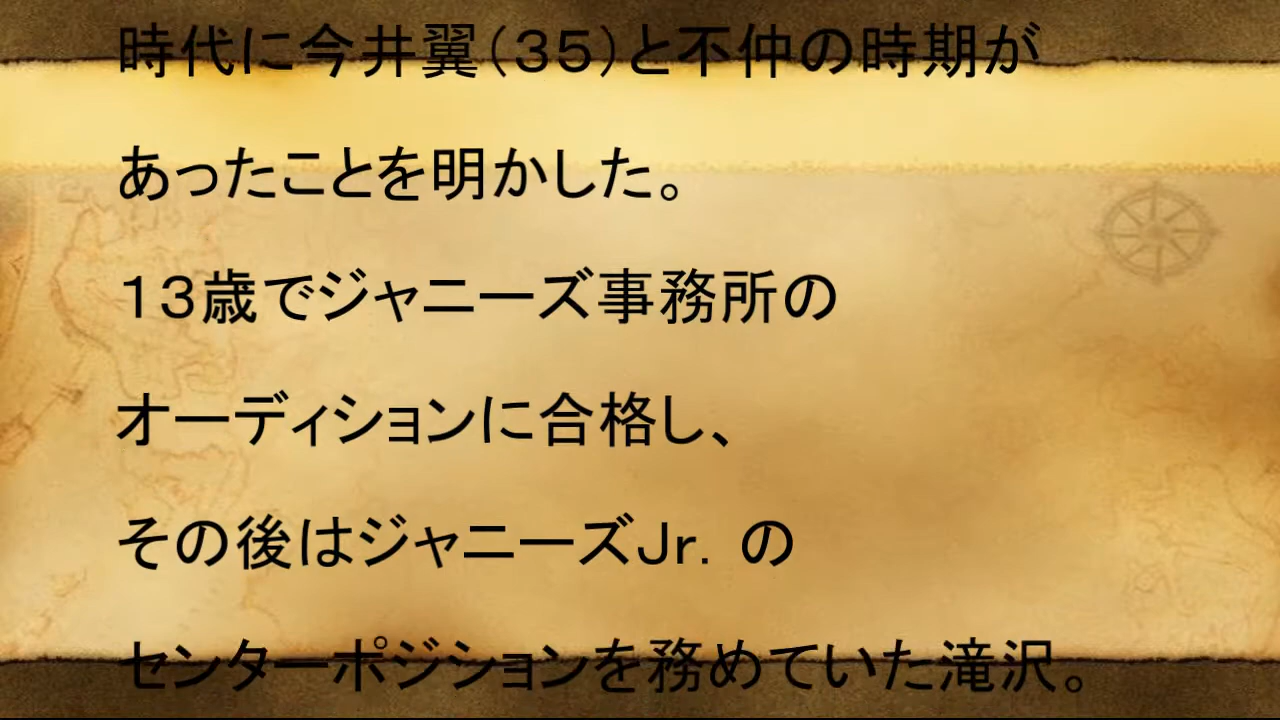 時代に今井翼（３５）と不仲の時期が
あったことを明かした。
１３歳でジャニーズ事務所の
オーディションに合格し、
その後はジャニーズＪｒ．の
センターポジションを務めていた滝沢。